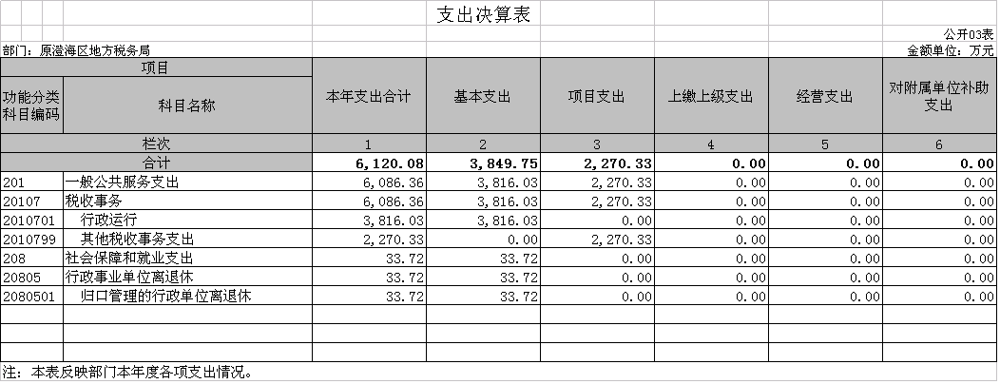 支出决算表
公开03表
部门：原澄海区地方税务局 金额单位：万元
项目 本年支出合计 基本支出 项目支出 上缴上级支出 经营支出 对附属单位补助支出
功能分类科目编码 科目名称
栏次 1 2 3 4 5 6
合计 6,120.08 3,849.75 2,270.33 0.00 0.00 0.00
201 一般公共服务支出 6,086.36 3,816.03 2,270.33 0.00 0.00 0.00
20107 税收事务 6,086.36 3,816.03 2,270.33 0.00 0.00 0.00
2010701 行政运行 3,816.03 3,816.03 0.00 0.00 0.00 0.00
2010799 其他税收事务支出 2,270.33 0.00 2,270.33 0.00 0.00 0.00
208 社会保障和就业支出 33.72 33.72 0.00 0.00 0.00 0.00
20805 行政事业单位离退休 33.72 33.72 0.00 0.00 0.00 0.00
2080501 归口管理的行政单位离退休 33.72 33.72 0.00 0.00 0.00 0.00
注：本表反映部门本年度各项支出情况。